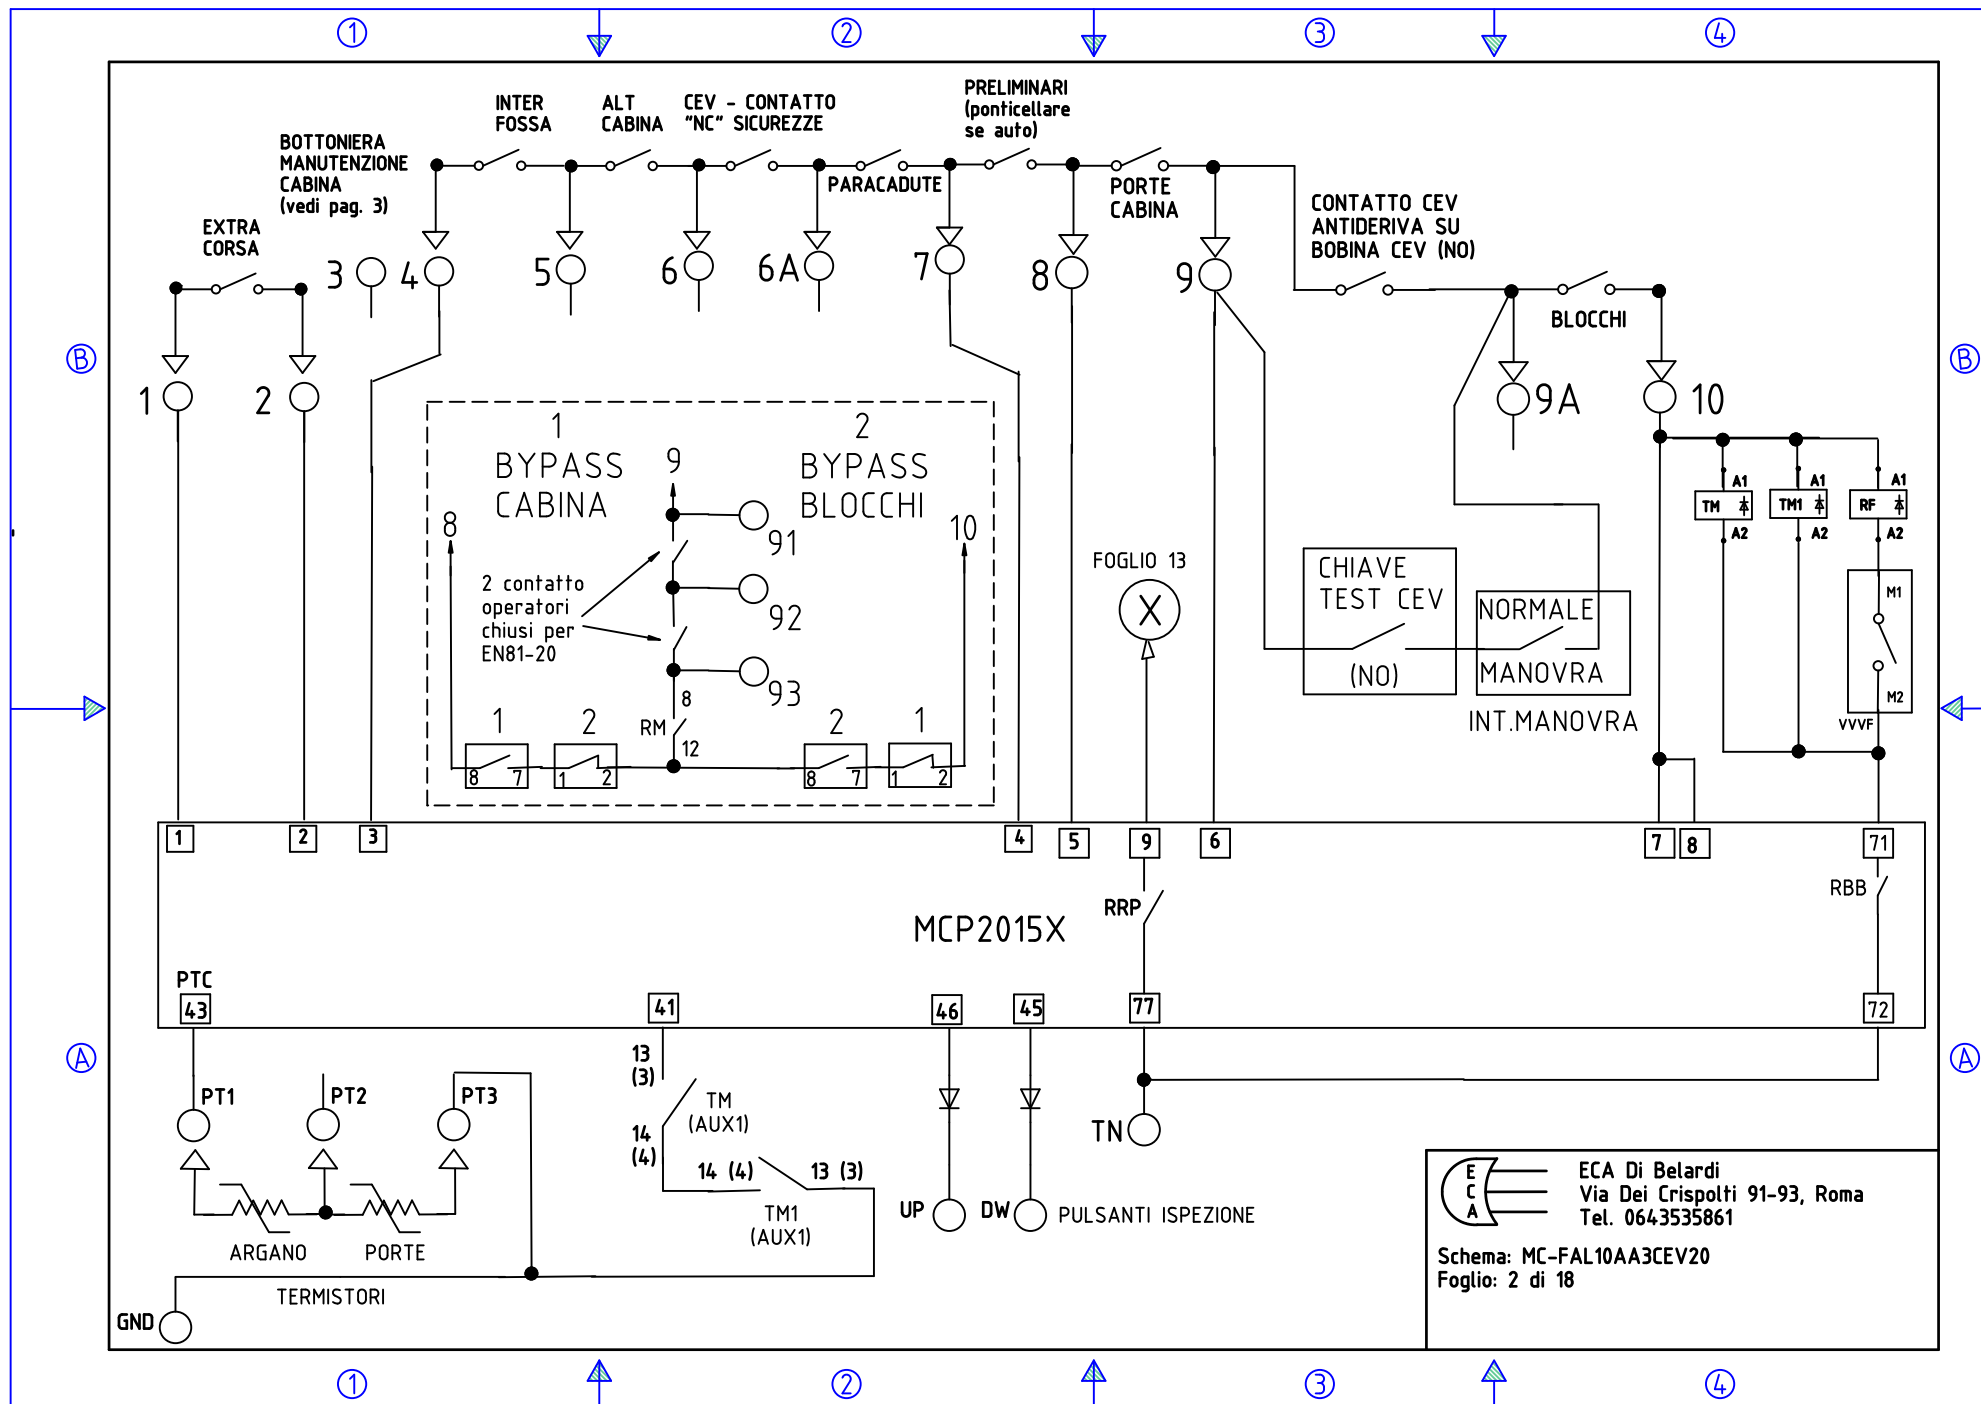 1
2
3
4
INTER
FOSSA
ALT
CABINA
CEV - CONTATTO
"NC" SICUREZZE
PRELIMINARI
(ponticellare
se auto)
BOTTONIERA
MANUTENZIONE
CABINA
(vedi pag. 3)
PARACADUTE
PORTE
CABINA
CONTATTO CEV
ANTIDERIVA SU
BOBINA CEV (NO)
EXTRA
CORSA
3
4
5
6
6A
7
8
9
BLOCCHI
B
B
1
2
9A
10
1
BYPASS
CABINA
9
2
BYPASS
BLOCCHI
8
10
91
92
93
2 contatto
operatori
chiusi per
EN81-20
8
RM
12
1
2
2
1
8 7
1 2
8 7
1 2
FOGLIO 13
X
CHIAVE
TEST CEV
(NO)
NORMALE
MANOVRA
INT.MANOVRA
A1
A1
A1
TM
TM1
RF
A2
A2
A2
M1
M2
VVVF
1
2
3
4
5
9
6
7
8
71
RRP
RBB
MCP2015X
PTC
43
41
46
45
77
72
A
A
PT1
PT2
PT3
13
(3)
TM
(AUX1)
14
(4)
14 (4)
13 (3)
TM1
(AUX1)
TN
UP
DW
PULSANTI ISPEZIONE
ARGANO
PORTE
TERMISTORI
GND
E
C
A
ECA Di Belardi
Via Dei Crispolti 91-93, Roma
Tel. 0643535861
Schema: MC-FAL10AA3CEV20
Foglio: 2 di 18
1
2
3
4